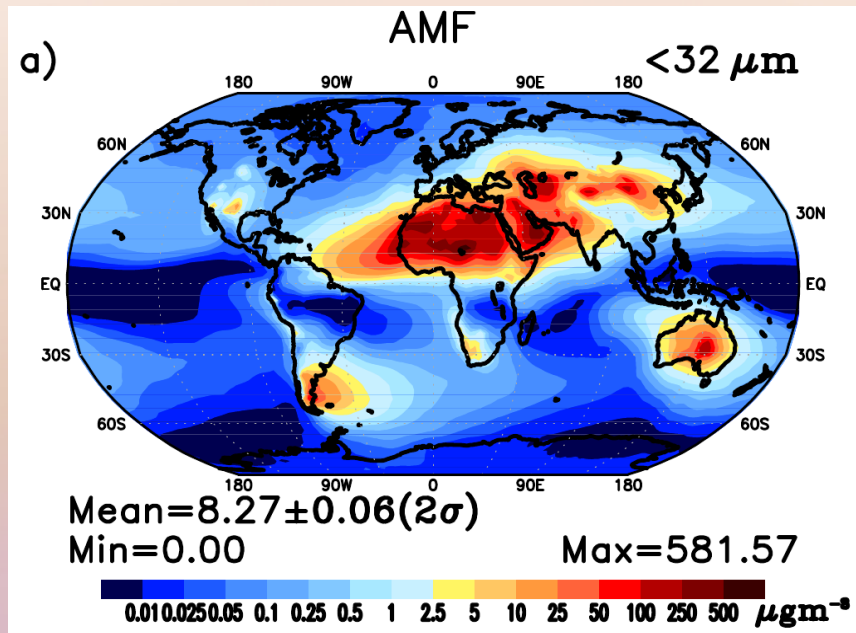 AMF
a)
<32 μm
180 90W 0 90E 180
60N 60N
30N 30N
EQ EQ
30S 30S
60S 60S
180 90W 0 90E 180
Mean=8.27±0.06(2σ)
Min=0.00 Max=581.57
0.01 0.025 0.05 0.1 0.25 0.5 1 2.5 5 10 25 50 100 250 500 μgm⁻³